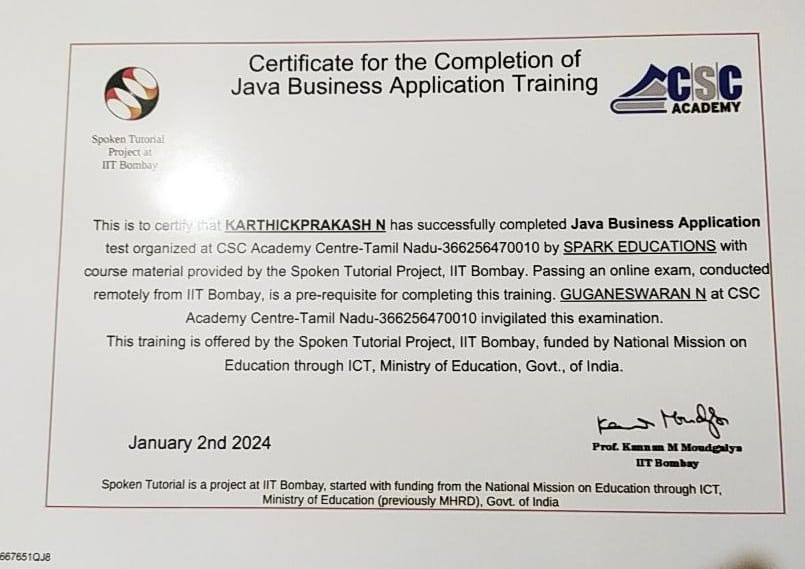 Certificate for the Completion of
Java Business Application Training
CSC
ACADEMY
Spoken Tutorial
Project at
IIT Bombay
This is to certify that KARTHICKPRAKASH N has successfully completed Java Business Application
test organized at CSC Academy Centre-Tamil Nadu-366256470010 by SPARK EDUCATIONS with
course material provided by the Spoken Tutorial Project, IIT Bombay. Passing an online exam, conducted
remotely from IIT Bombay, is a pre-requisite for completing this training. GUGANESWARAN N at CSC
Academy Centre-Tamil Nadu-366256470010 invigilated this examination.
This training is offered by the Spoken Tutorial Project, IIT Bombay, funded by National Mission on
Education through ICT, Ministry of Education, Govt., of India.
January 2nd 2024
Prof. Kannan M Moudgalya
IIT Bombay
Spoken Tutorial is a project at IIT Bombay, started with funding from the National Mission on Education through ICT,
Ministry of Education (previously MHRD), Govt. of India
667651QJ8